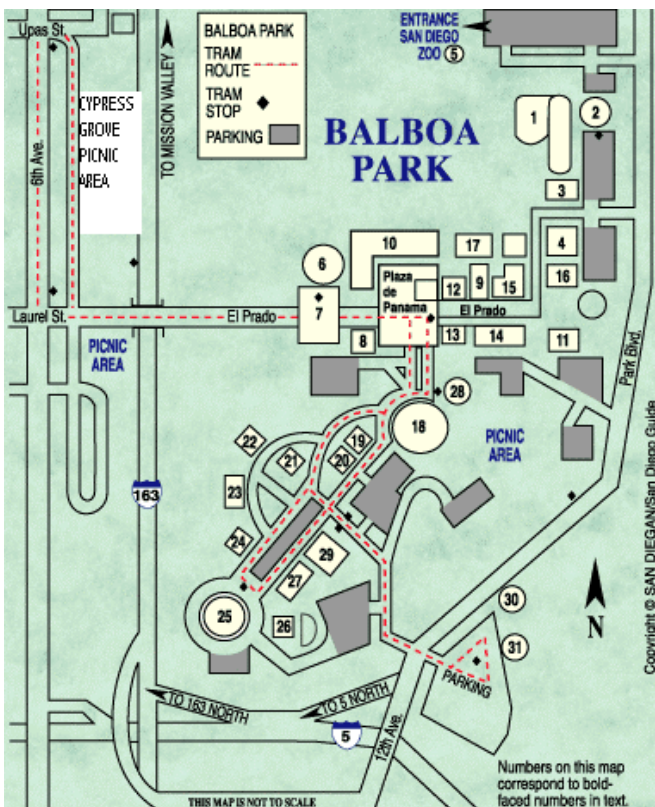 Upas St.
6th Ave.
CYPRESS
GROVE
PICNIC
AREA
TO MISSION VALLEY
BALBOA PARK
TRAM
ROUTE
TRAM
STOP
PARKING
ENTRANCE
SAN DIEGO
ZOO 5
BALBOA
PARK
1
2
3
4
16
17
10
6
7
Plaza
de
Panama
12
9
15
El Prado
Laurel St.
El Prado
8
13
14
11
PICNIC
AREA
Park Blvd.
28
18
PICNIC
AREA
22
21
19
20
23
163
24
29
27
25
26
30
31
N
PARKING
TO 163 NORTH
TO 5 NORTH
5
12th Ave.
Numbers on this map
correspond to bold-
faced numbers in text.
THIS MAP IS NOT TO SCALE
Copyright © SAN DIEGAN/San Diego Guide